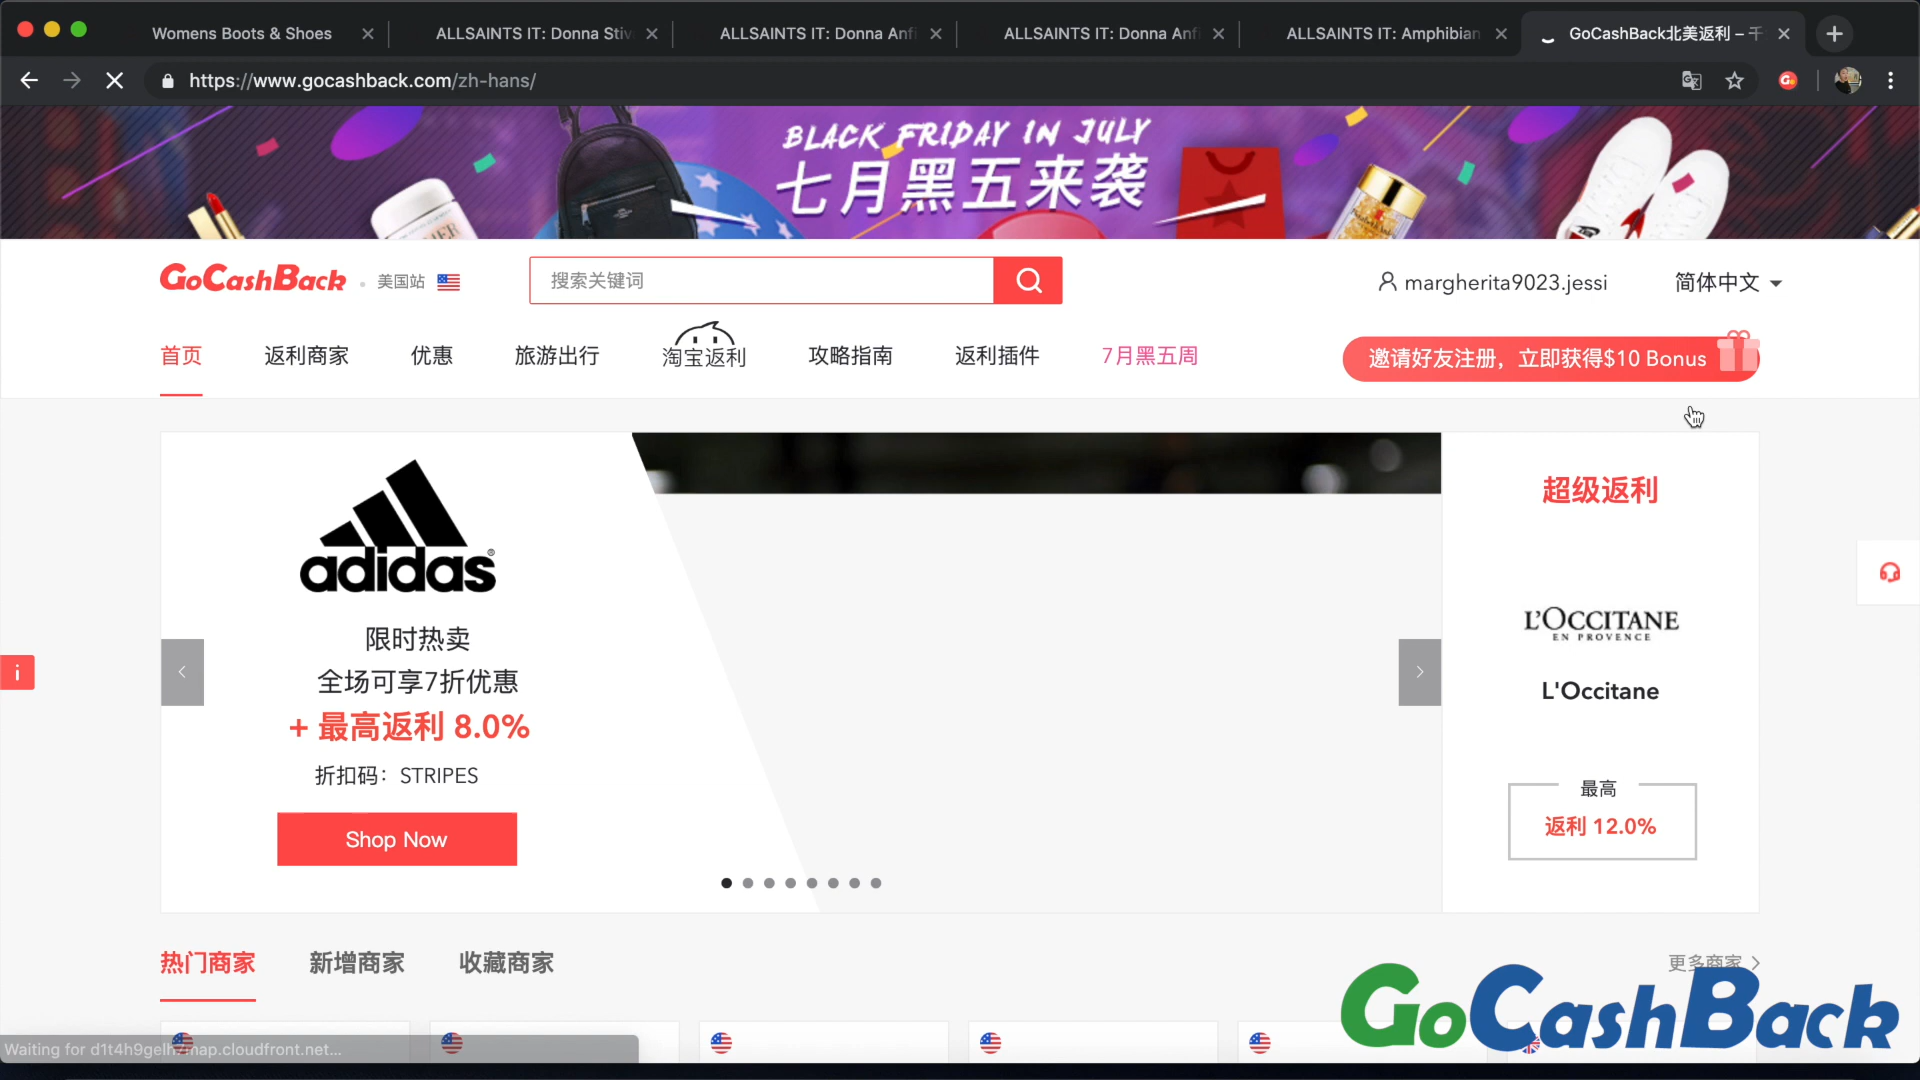 Womens Boots & Shoes
ALLSAINTS IT: Donna Stiv
ALLSAINTS IT: Donna Anfi
ALLSAINTS IT: Donna Anfi
ALLSAINTS IT: Amphibian
GoCashBack北美返利 – 千
https://www.gocashback.com/zh-hans/
BLACK FRIDAY IN JULY
七月黑五来袭
GoCashBack
美国站
搜索关键词
margherita9023.jessi
简体中文
首页
返利商家
优惠
旅游出行
淘宝返利
攻略指南
返利插件
7月黑五周
邀请好友注册，立即获得$10 Bonus
adidas
限时热卖
全场可享7折优惠
+ 最高返利 8.0%
折扣码：STRIPES
Shop Now
超级返利
L'OCCITANE
EN PROVENCE
L'Occitane
最高
返利 12.0%
热门商家
新增商家
收藏商家
更多商家
GoCashBack